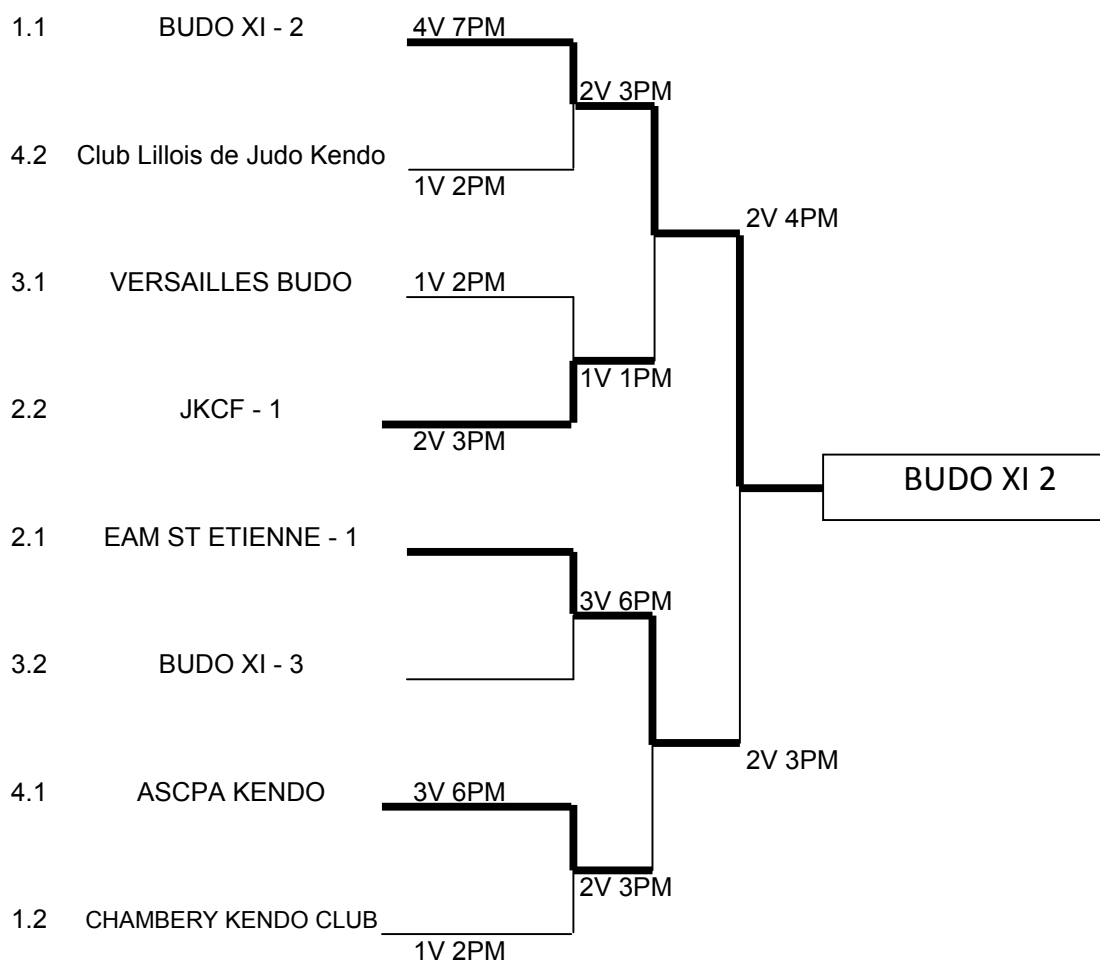 1.1 BUDO XI - 2 4V 7PM
2V 3PM
4.2 Club Lillois de Judo Kendo
1V 2PM
2V 4PM
3.1 VERSAILLES BUDO 1V 2PM
1V 1PM
2.2 JKCF - 1
2V 3PM
BUDO XI 2
2.1 EAM ST ETIENNE - 1
3V 6PM
3.2 BUDO XI - 3
2V 3PM
4.1 ASCPA KENDO 3V 6PM
2V 3PM
1.2 CHAMBERY KENDO CLUB
1V 2PM